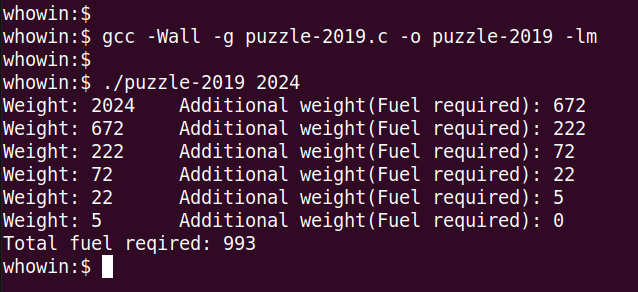 whowin:$
whowin:$ gcc -Wall -g puzzle-2019.c -o puzzle-2019 -lm
whowin:$
whowin:$ ./puzzle-2019 2024
Weight: 2024    Additional weight(Fuel required): 672
Weight: 672     Additional weight(Fuel required): 222
Weight: 222     Additional weight(Fuel required): 72
Weight: 72      Additional weight(Fuel required): 22
Weight: 22      Additional weight(Fuel required): 5
Weight: 5       Additional weight(Fuel required): 0
Total fuel reqired: 993
whowin:$